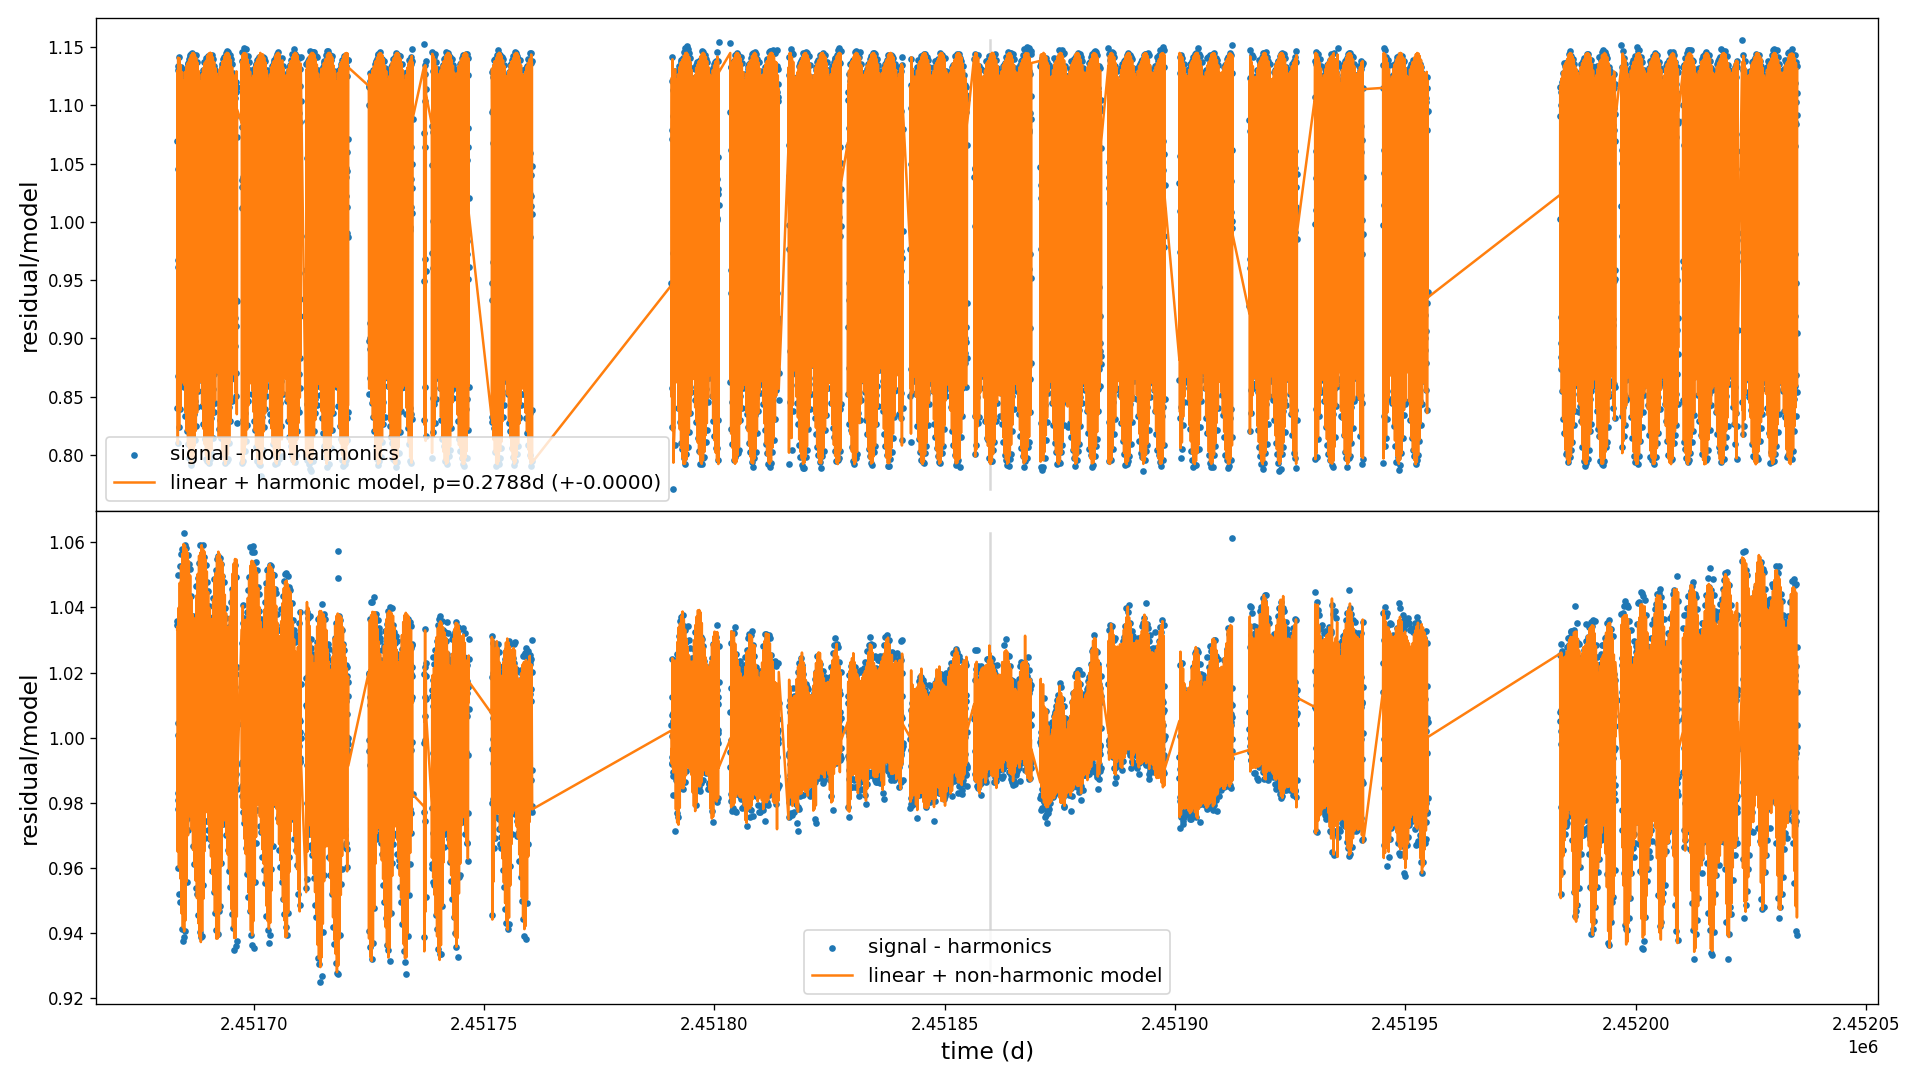 1.15
1.10
1.05
1.00
0.95
0.90
0.85
0.80
residual/model
signal - non-harmonics
linear + harmonic model, p=0.2788d (+-0.0000)
1.06
1.04
1.02
1.00
0.98
0.96
0.94
0.92
residual/model
signal - harmonics
linear + non-harmonic model
2.45170 2.45175 2.45180 2.45185 2.45190 2.45195 2.45200 2.45205
time (d)
1e6